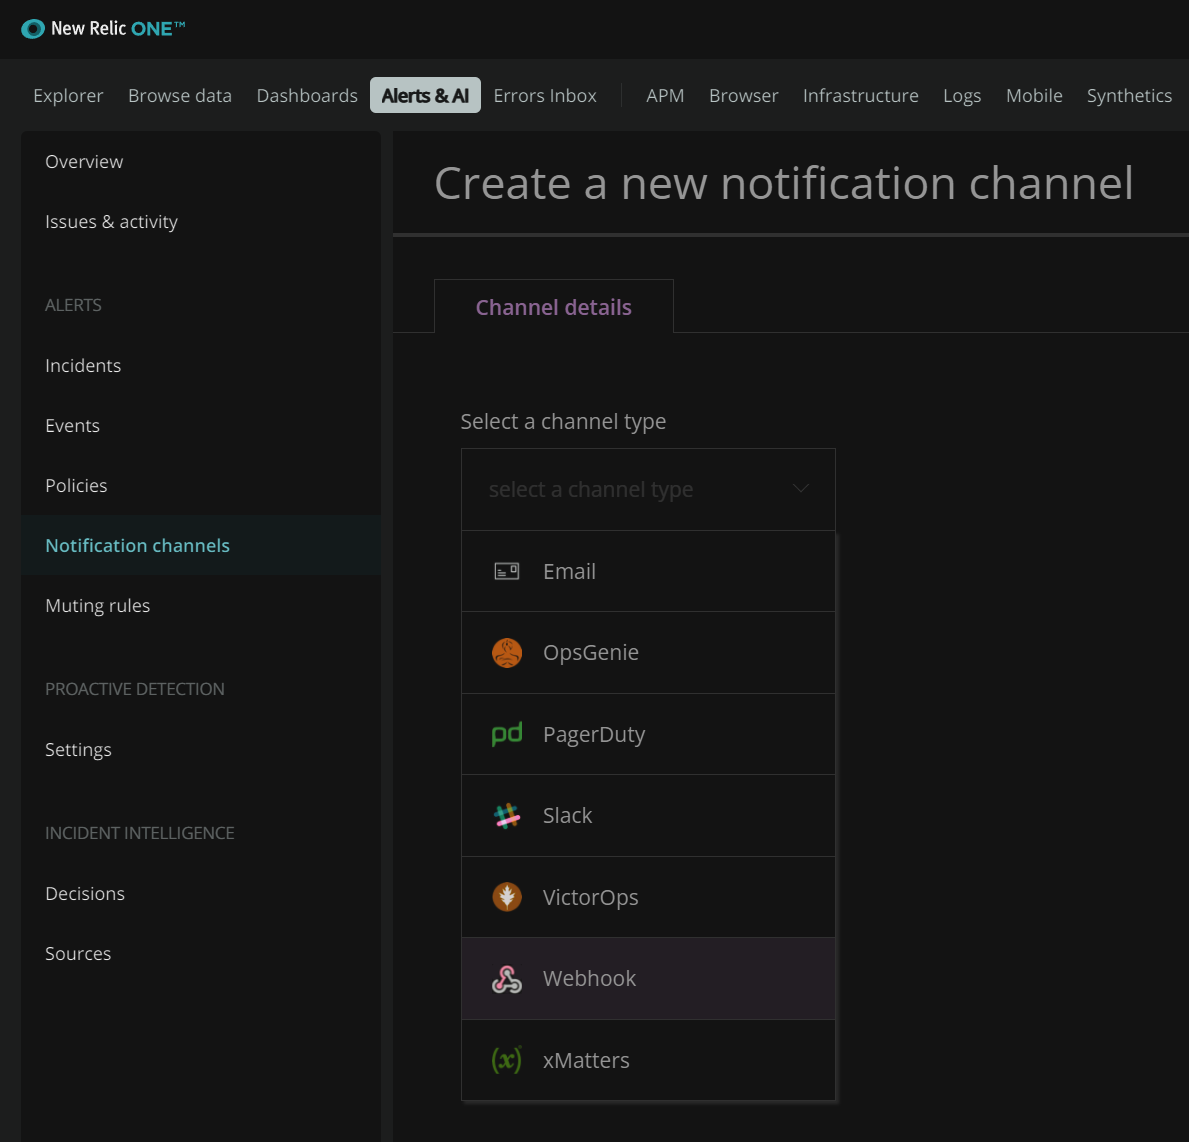 New Relic ONE™
Explorer Browse data Dashboards Alerts & AI Errors Inbox APM Browser Infrastructure Logs Mobile Synthetics
Overview
Issues & activity
ALERTS
Incidents
Events
Policies
Notification channels
Muting rules
PROACTIVE DETECTION
Settings
INCIDENT INTELLIGENCE
Decisions
Sources
Create a new notification channel
Channel details
Select a channel type
select a channel type
Email
OpsGenie
pd PagerDuty
Slack
VictorOps
Webhook
(x) xMatters